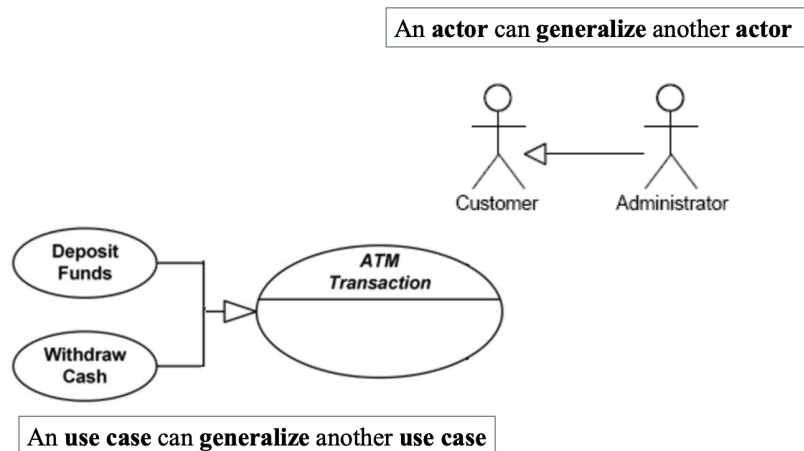 An actor can generalize another actor
Customer
Administrator
Deposit
Funds
ATM
Transaction
Withdraw
Cash
An use case can generalize another use case